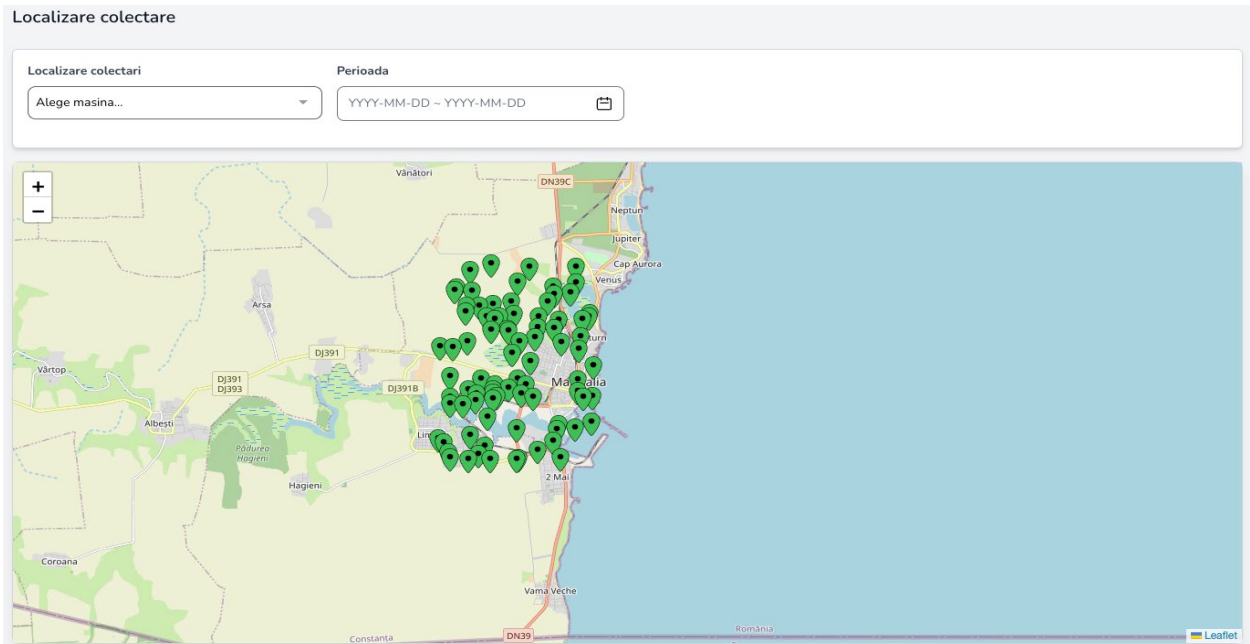 Localizare colectare
Localizare colectari
Perioada
Alege masina...
YYYY-MM-DD ~ YYYY-MM-DD
+
−
Vânători
DN39C
Neptun
Jupiter
Cap Aurora
Venus
Arsa
DJ391
Vârtop
DJ391
DJ393
DJ391B
Albești
Pădurea
Hagieni
Hagieni
2 Mai
Coroana
Vama Veche
Constanța
DN39
România
Leaflet